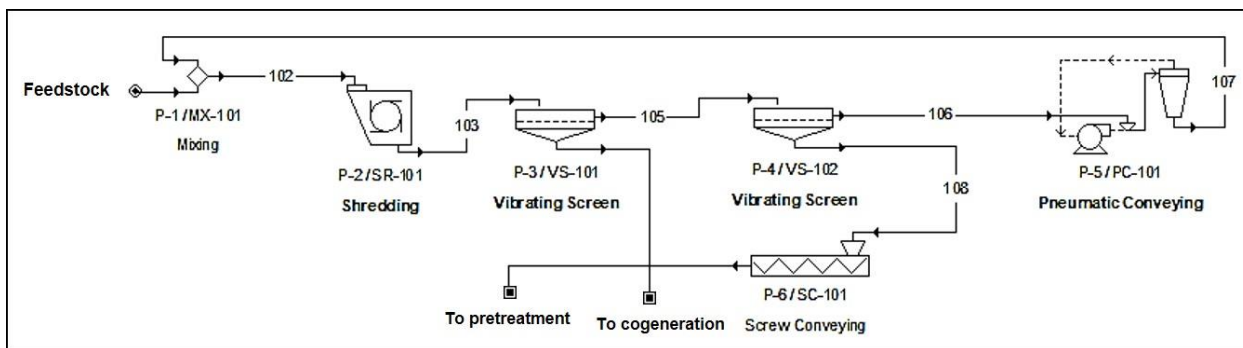 107
102
Feedstock
P-1/MX-101
Mixing
103
105
106
P-2/SR-101
Shredding
P-3/VS-101
Vibrating Screen
P-4/VS-102
Vibrating Screen
108
P-5/PC-101
Pneumatic Conveying
P-6/SC-101
Screw Conveying
To pretreatment
To cogeneration